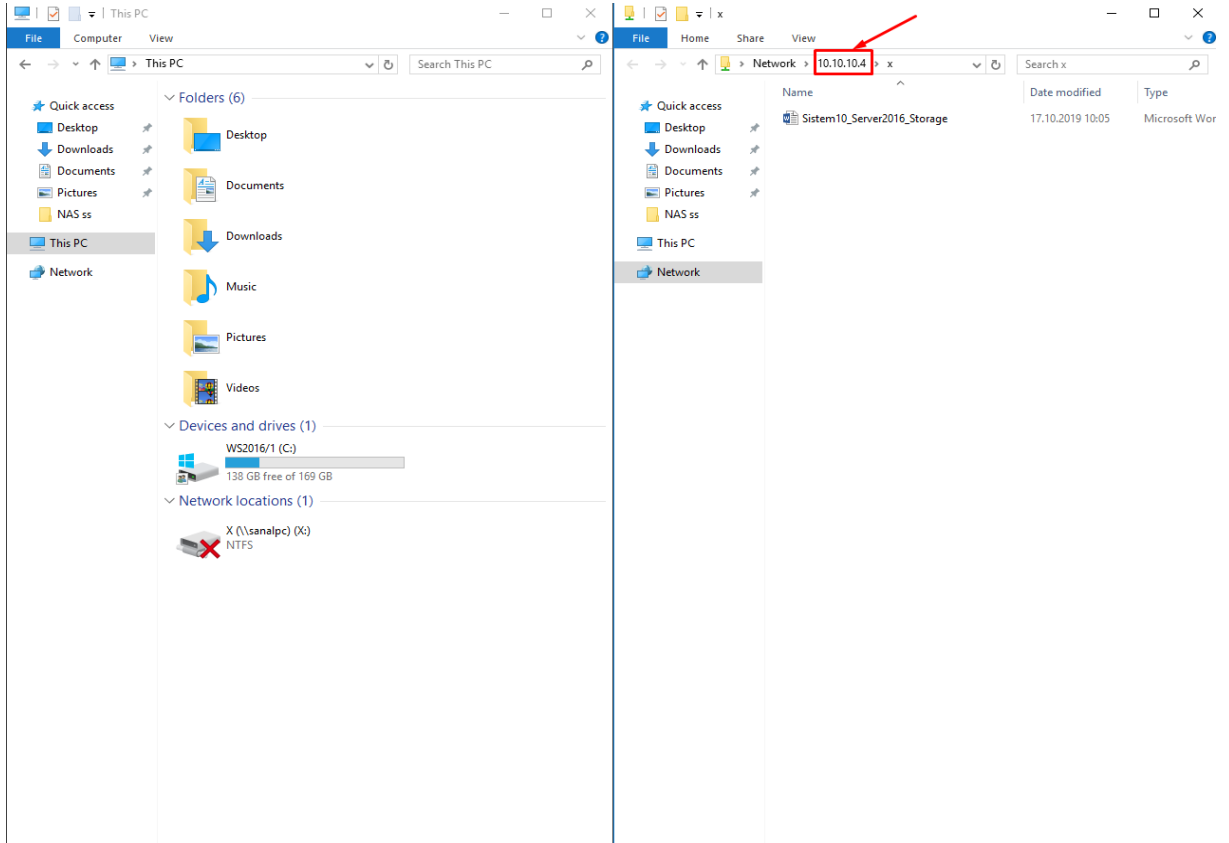 This PC
File Computer View
This PC Search This PC
Quick access
Desktop
Downloads
Documents
Pictures
NAS ss
This PC
Network
Folders (6)
Desktop
Documents
Downloads
Music
Pictures
Videos
Devices and drives (1)
WS2016/1 (C:)
138 GB free of 169 GB
Network locations (1)
X (\\sanalpc) (X:)
NTFS
x
File Home Share View
Network 10.10.10.4 x Search x
Quick access
Desktop
Downloads
Documents
Pictures
NAS ss
This PC
Network
Name Date modified Type
Sistem10_Server2016_Storage 17.10.2019 10:05 Microsoft Wor